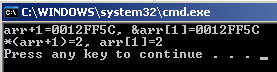 C:\WINDOWS\system32\cmd.exe
arr+1=0012FF5C, &arr[1]=0012FF5C
*(arr+1)=2, arr[1]=2
Press any key to continue . . .